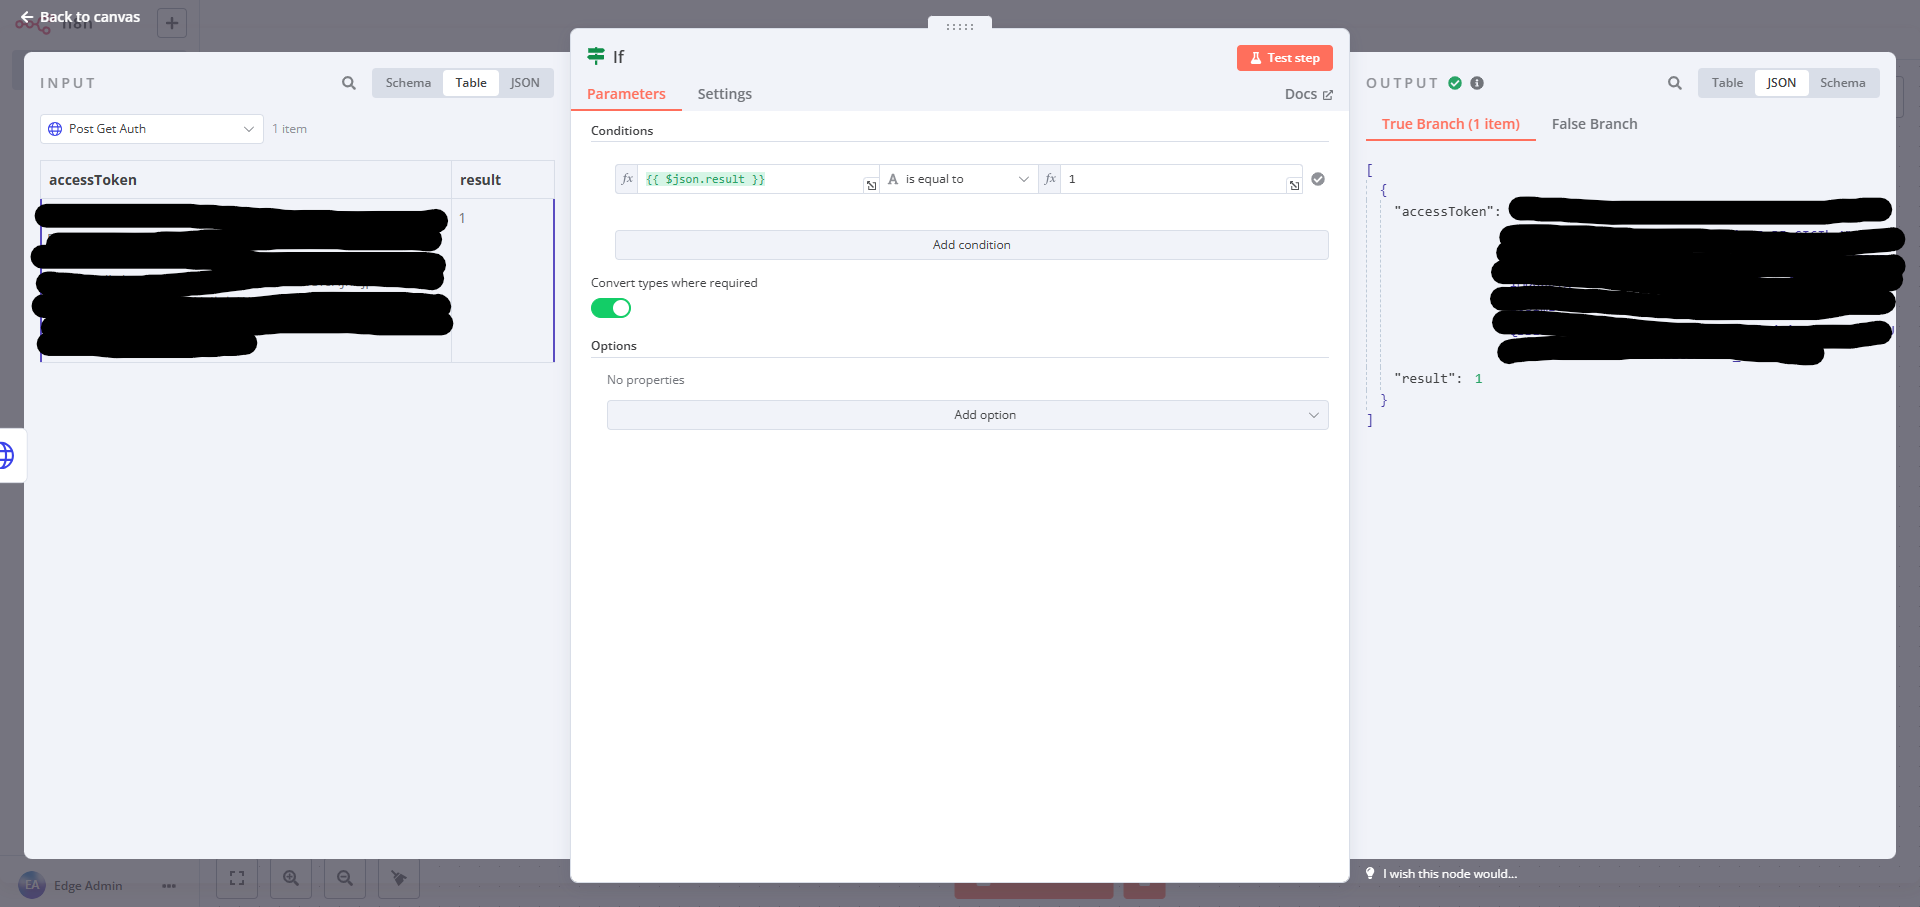 Back to canvas
n8n
INPUT
Schema
Table
JSON
Post Get Auth
1 item
accessToken
result
1
If
Test step
Parameters
Settings
Docs
Conditions
fx
{{ $json.result }}
A
is equal to
fx
1
Add condition
Convert types where required
Options
No properties
Add option
OUTPUT
Table
JSON
Schema
True Branch (1 item)
False Branch
[
{
"accessToken":
"result": 1
}
]
EA
Edge Admin
I wish this node would...